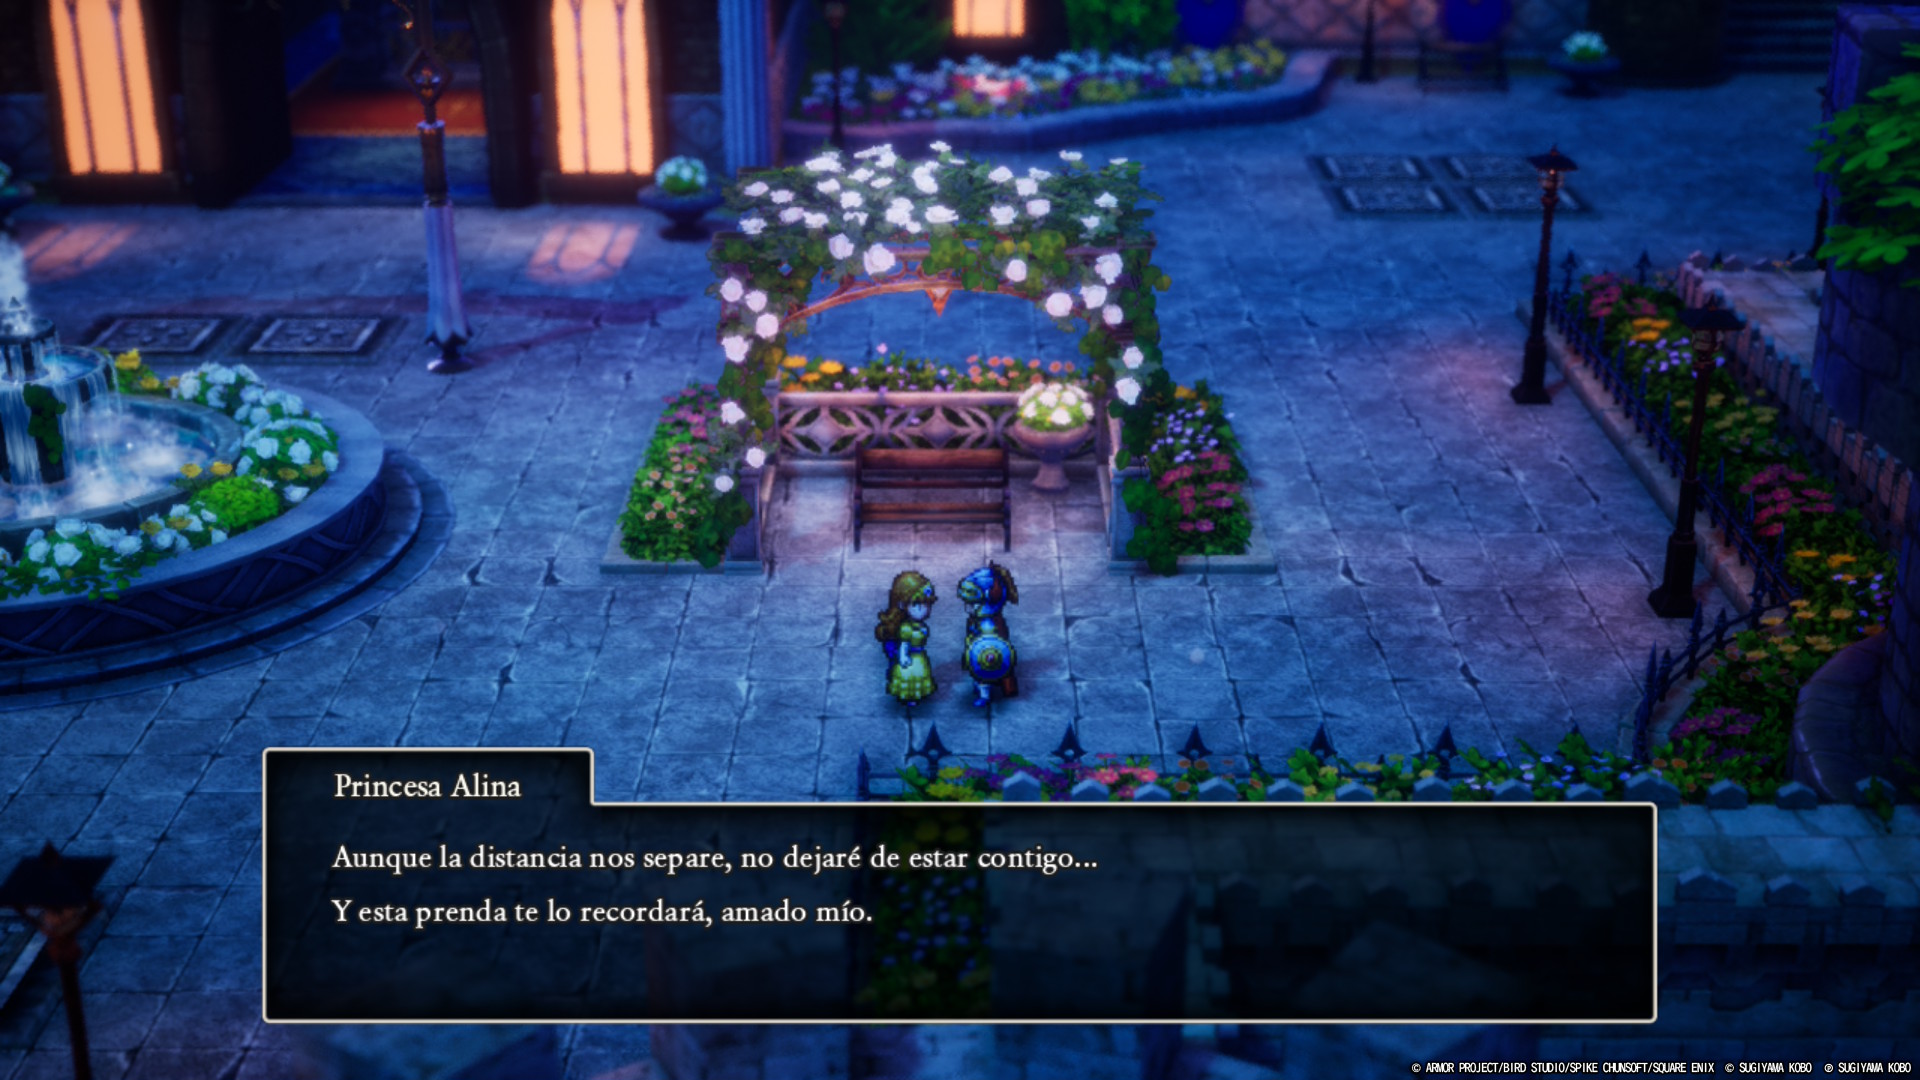 Princesa Alina
Aunque la distancia nos separe, no dejaré de estar contigo...
Y esta prenda te lo recordará, amado mío.
© ARMOR PROJECT/BIRD STUDIO/SPIKE CHUNSOFT/SQUARE ENIX © SUGIYAMA KOBO ℗ SUGIYAMA KOBO